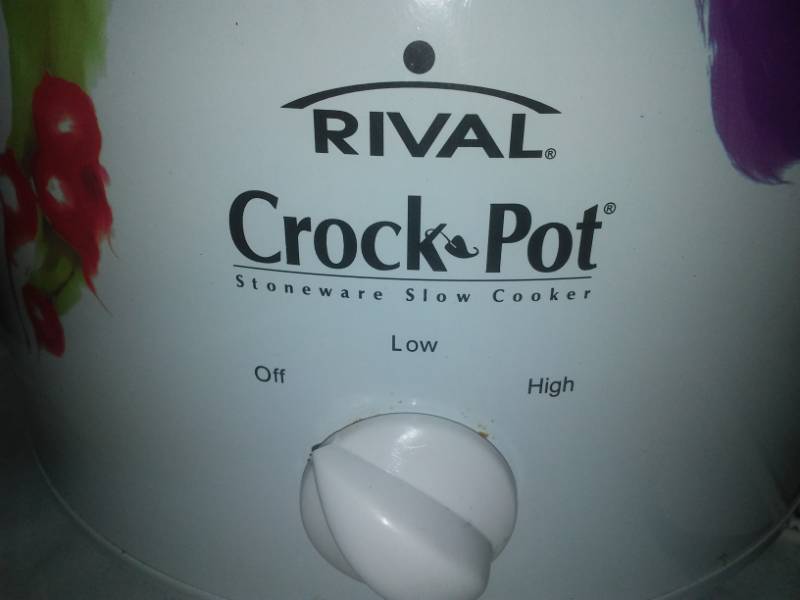 RIVAL®
Crock Pot®
Stoneware Slow Cooker
Low
Off
High